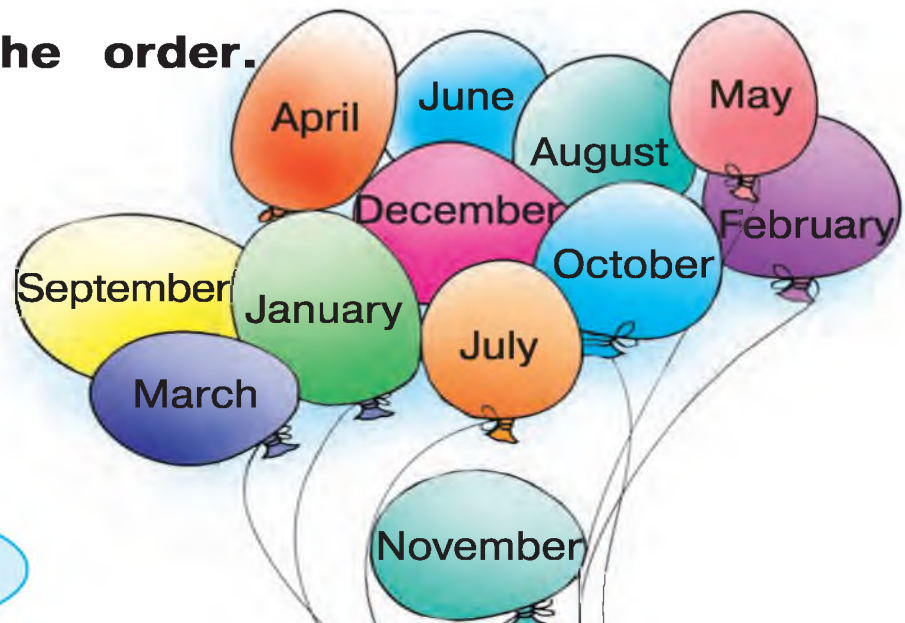 he order.
April
June
May
August
December
February
October
September
January
July
March
November